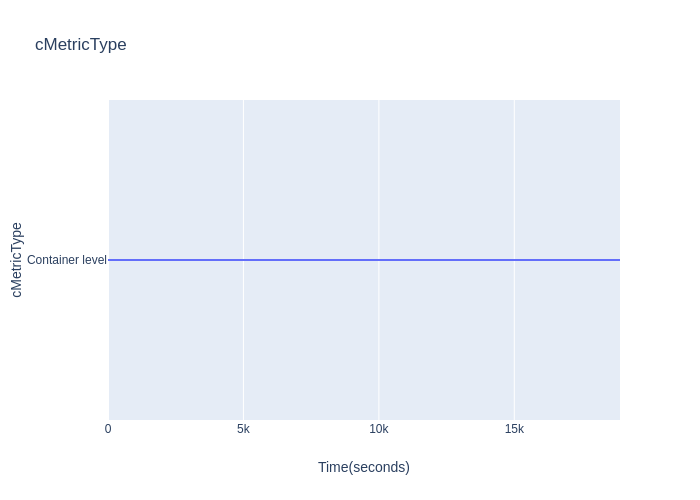 cMetricType
cMetricType
Container level
0 5k 10k 15k
Time(seconds)